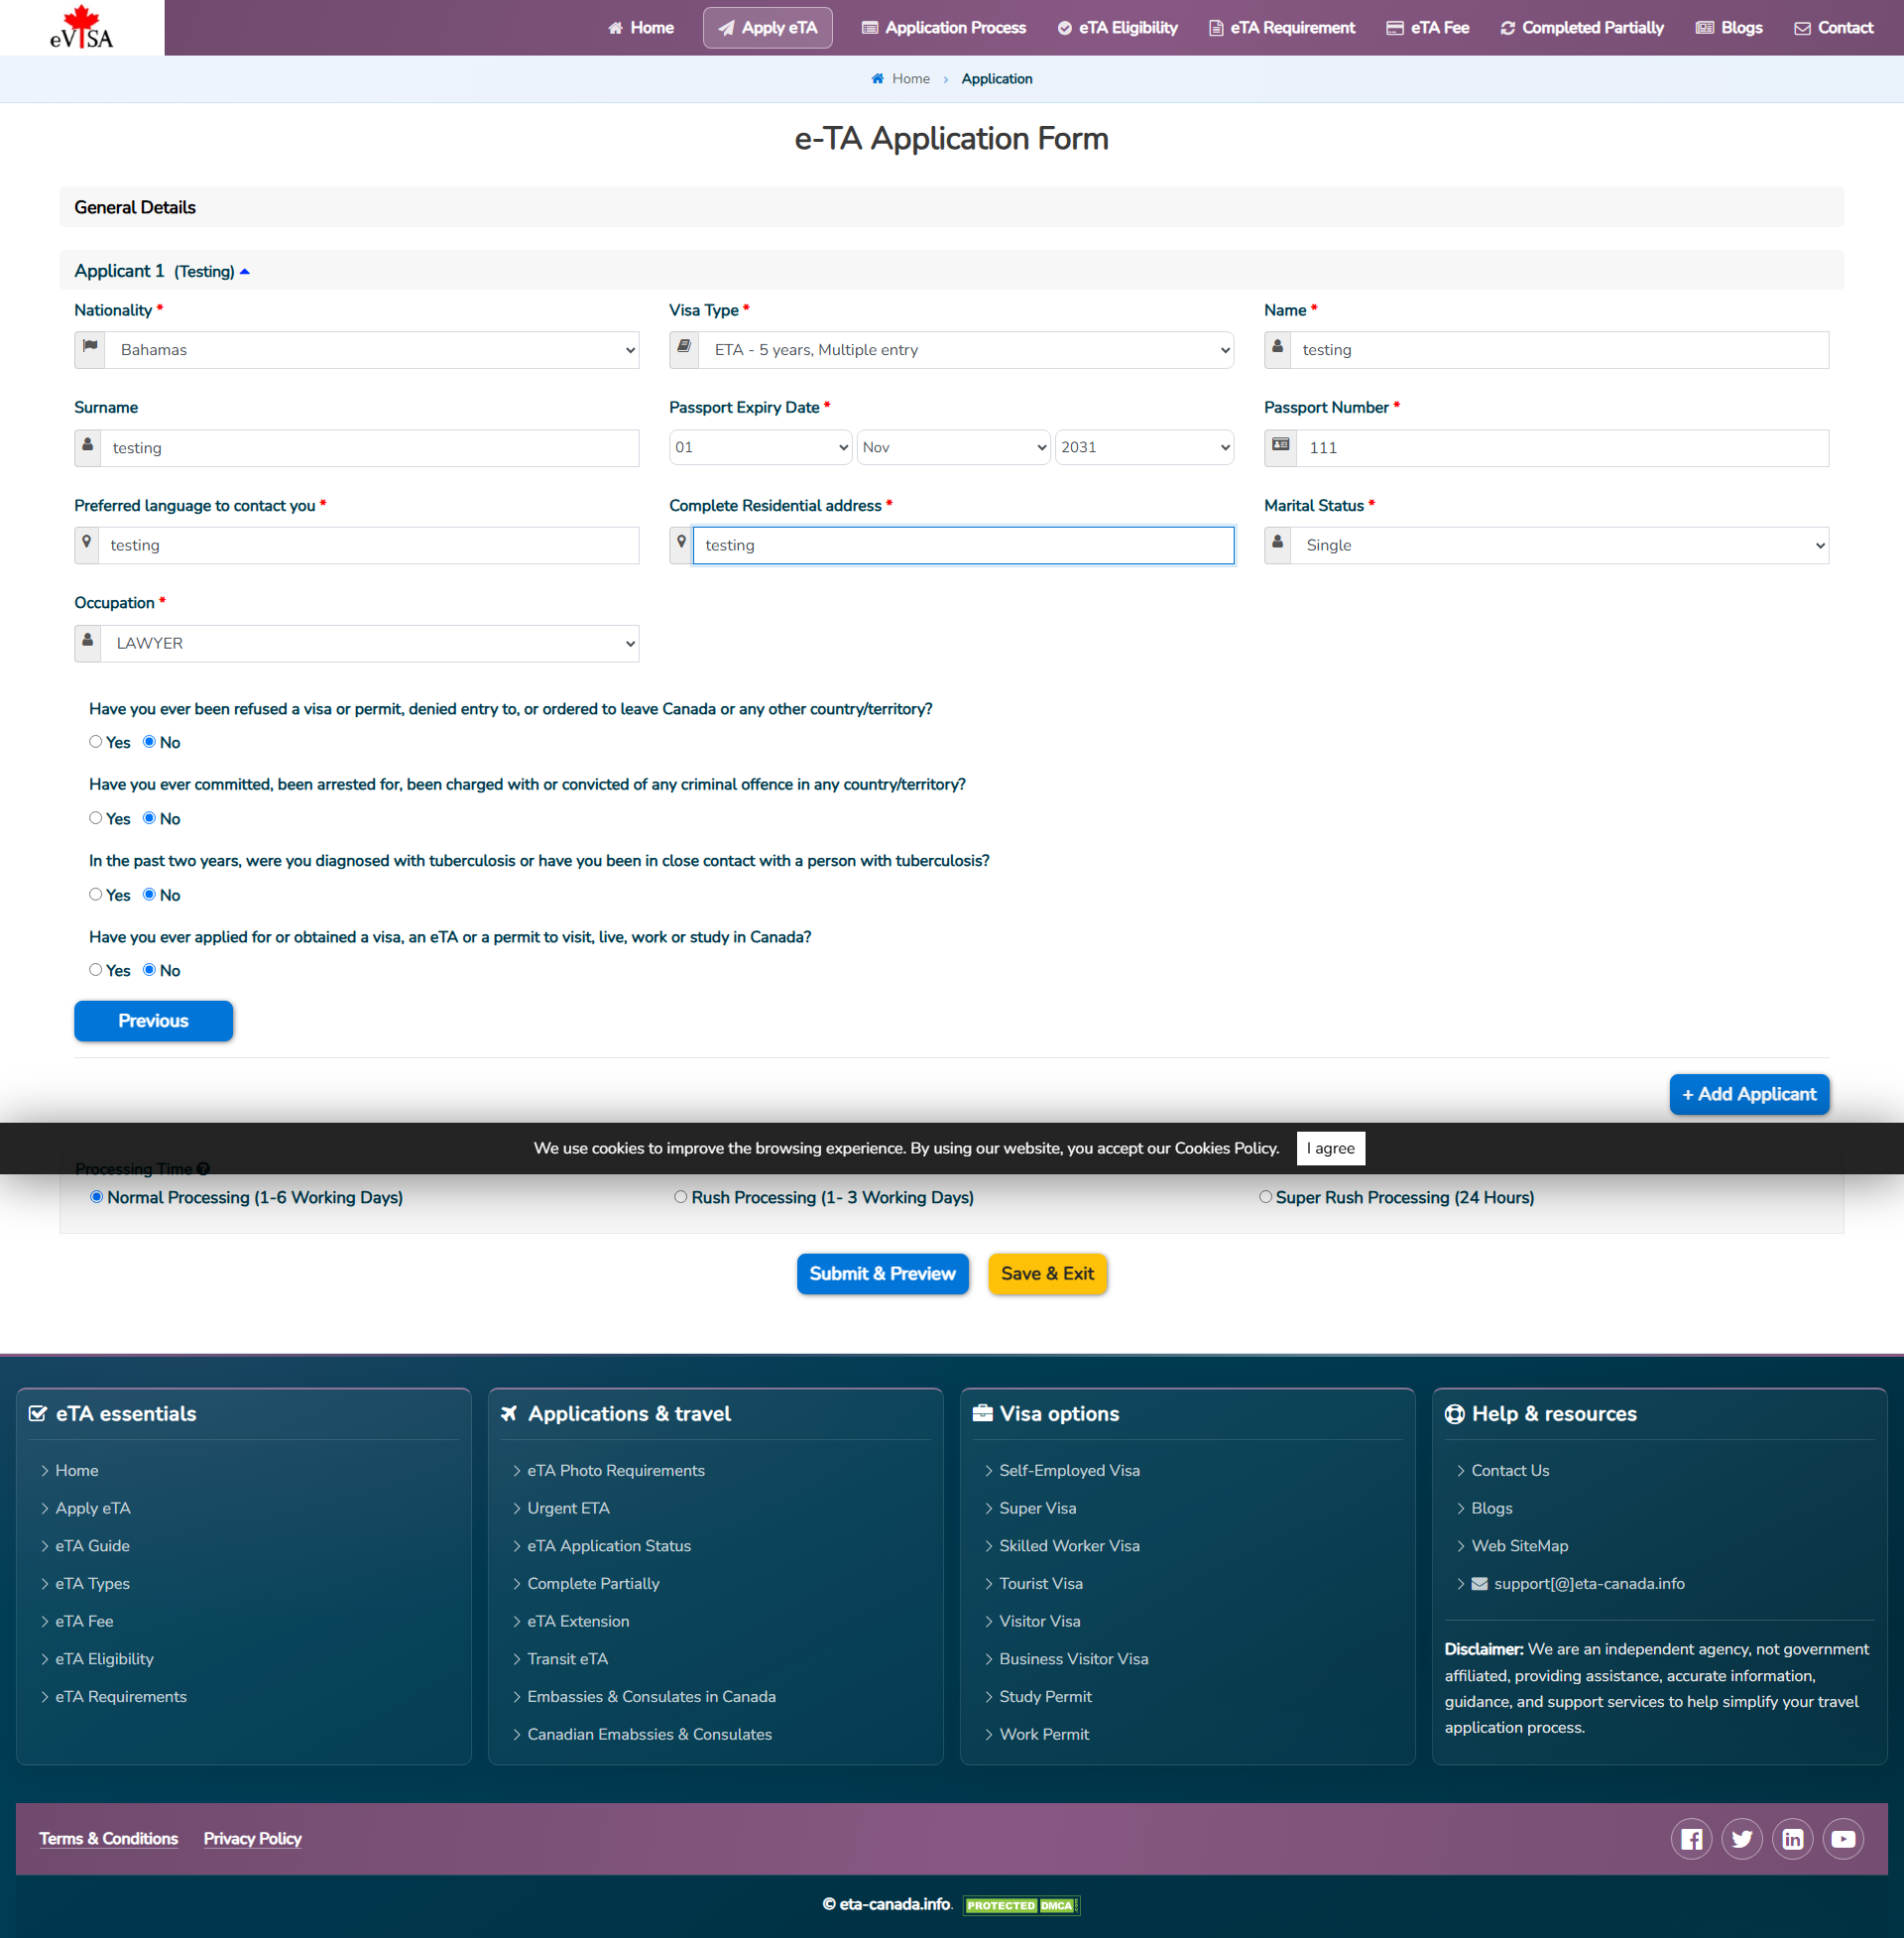 eVISA
Home
Apply eTA
Application Process
eTA Eligibility
eTA Requirement
eTA Fee
Completed Partially
Blogs
Contact
Home › Application
e-TA Application Form
General Details
Applicant 1 (Testing)
Nationality *
Visa Type *
Name *
Bahamas
ETA - 5 years, Multiple entry
testing
Surname
Passport Expiry Date *
Passport Number *
testing
01
Nov
2031
111
Preferred language to contact you *
Complete Residential address *
Marital Status *
testing
testing
Single
Occupation *
LAWYER
Have you ever been refused a visa or permit, denied entry to, or ordered to leave Canada or any other country/territory?
Yes No
Have you ever committed, been arrested for, been charged with or convicted of any criminal offence in any country/territory?
Yes No
In the past two years, were you diagnosed with tuberculosis or have you been in close contact with a person with tuberculosis?
Yes No
Have you ever applied for or obtained a visa, an eTA or a permit to visit, live, work or study in Canada?
Yes No
Previous
+ Add Applicant
We use cookies to improve the browsing experience. By using our website, you accept our Cookies Policy.
I agree
Processing Time
Normal Processing (1-6 Working Days)
Rush Processing (1- 3 Working Days)
Super Rush Processing (24 Hours)
Submit & Preview
Save & Exit
eTA essentials
Home
Apply eTA
eTA Guide
eTA Types
eTA Fee
eTA Eligibility
eTA Requirements
Applications & travel
eTA Photo Requirements
Urgent ETA
eTA Application Status
Complete Partially
eTA Extension
Transit eTA
Embassies & Consulates in Canada
Canadian Emabssies & Consulates
Visa options
Self-Employed Visa
Super Visa
Skilled Worker Visa
Tourist Visa
Visitor Visa
Business Visitor Visa
Study Permit
Work Permit
Help & resources
Contact Us
Blogs
Web SiteMap
support[@]eta-canada.info
Disclaimer: We are an independent agency, not government
affiliated, providing assistance, accurate information,
guidance, and support services to help simplify your travel
application process.
Terms & Conditions
Privacy Policy
© eta-canada.info.
PROTECTED DMCA